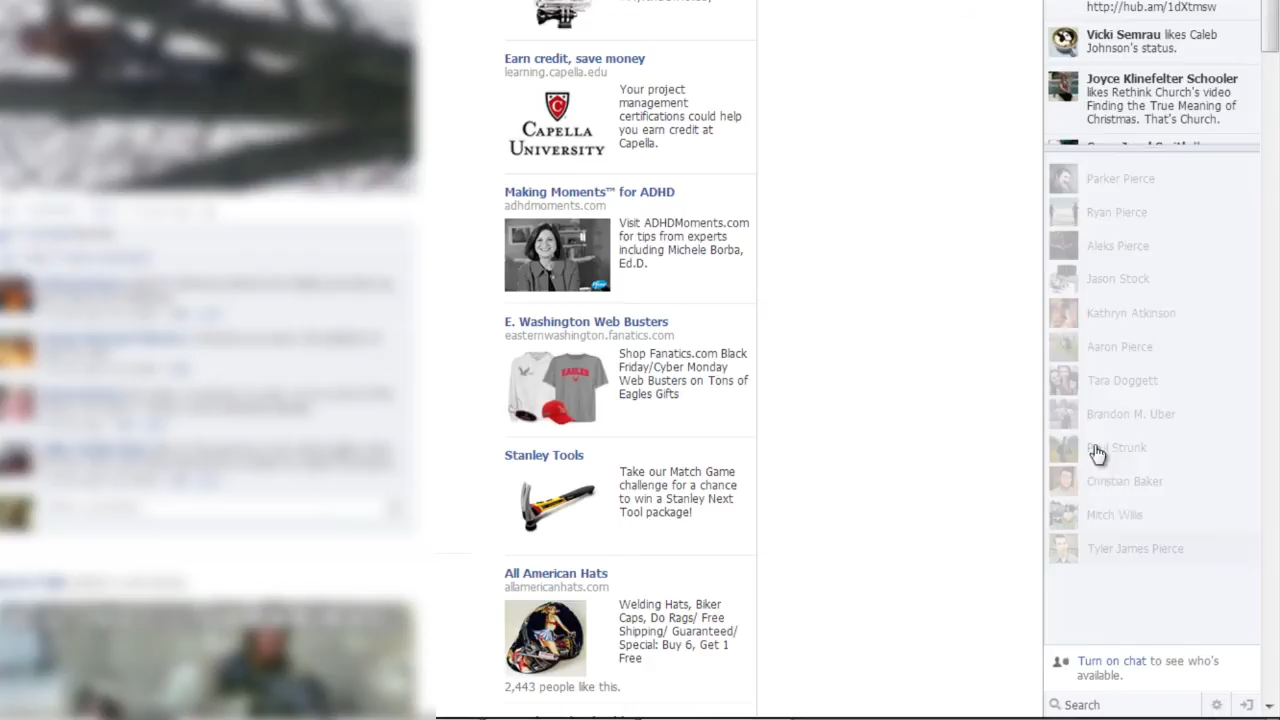 Earn credit, save money
learning.capella.edu
Your project
management
certifications could help
you earn credit at
Capella.
CAPELLA
UNIVERSITY
Making Moments™ for ADHD
adhdmoments.com
Visit ADHDMoments.com
for tips from experts
including Michele Borba,
Ed.D.
E. Washington Web Busters
easternwashington.fanatics.com
Shop Fanatics.com Black
Friday/Cyber Monday
Web Busters on Tons of
Eagles Gifts
EAGLES
Stanley Tools
Take our Match Game
challenge for a chance
to win a Stanley Next
Tool package!
All American Hats
allamericanhats.com
Welding Hats, Biker
Caps, Do Rags/ Free
Shipping/ Guaranteed/
Special: Buy 6, Get 1
Free
2,443 people like this.
http://hub.am/1dXtmsw
Vicki Semrau likes Caleb
Johnson's status.
Joyce Klinefelter Schooler
likes Rethink Church's video
Finding the True Meaning of
Christmas. That's Church.
Parker Pierce
Ryan Pierce
Aleks Pierce
Jason Stock
Kathryn Atkinson
Aaron Pierce
Tara Doggett
Brandon M. Uber
Strunk
Christian Baker
Mitch Wills
Tyler James Pierce
Turn on chat to see who's
available.
Search